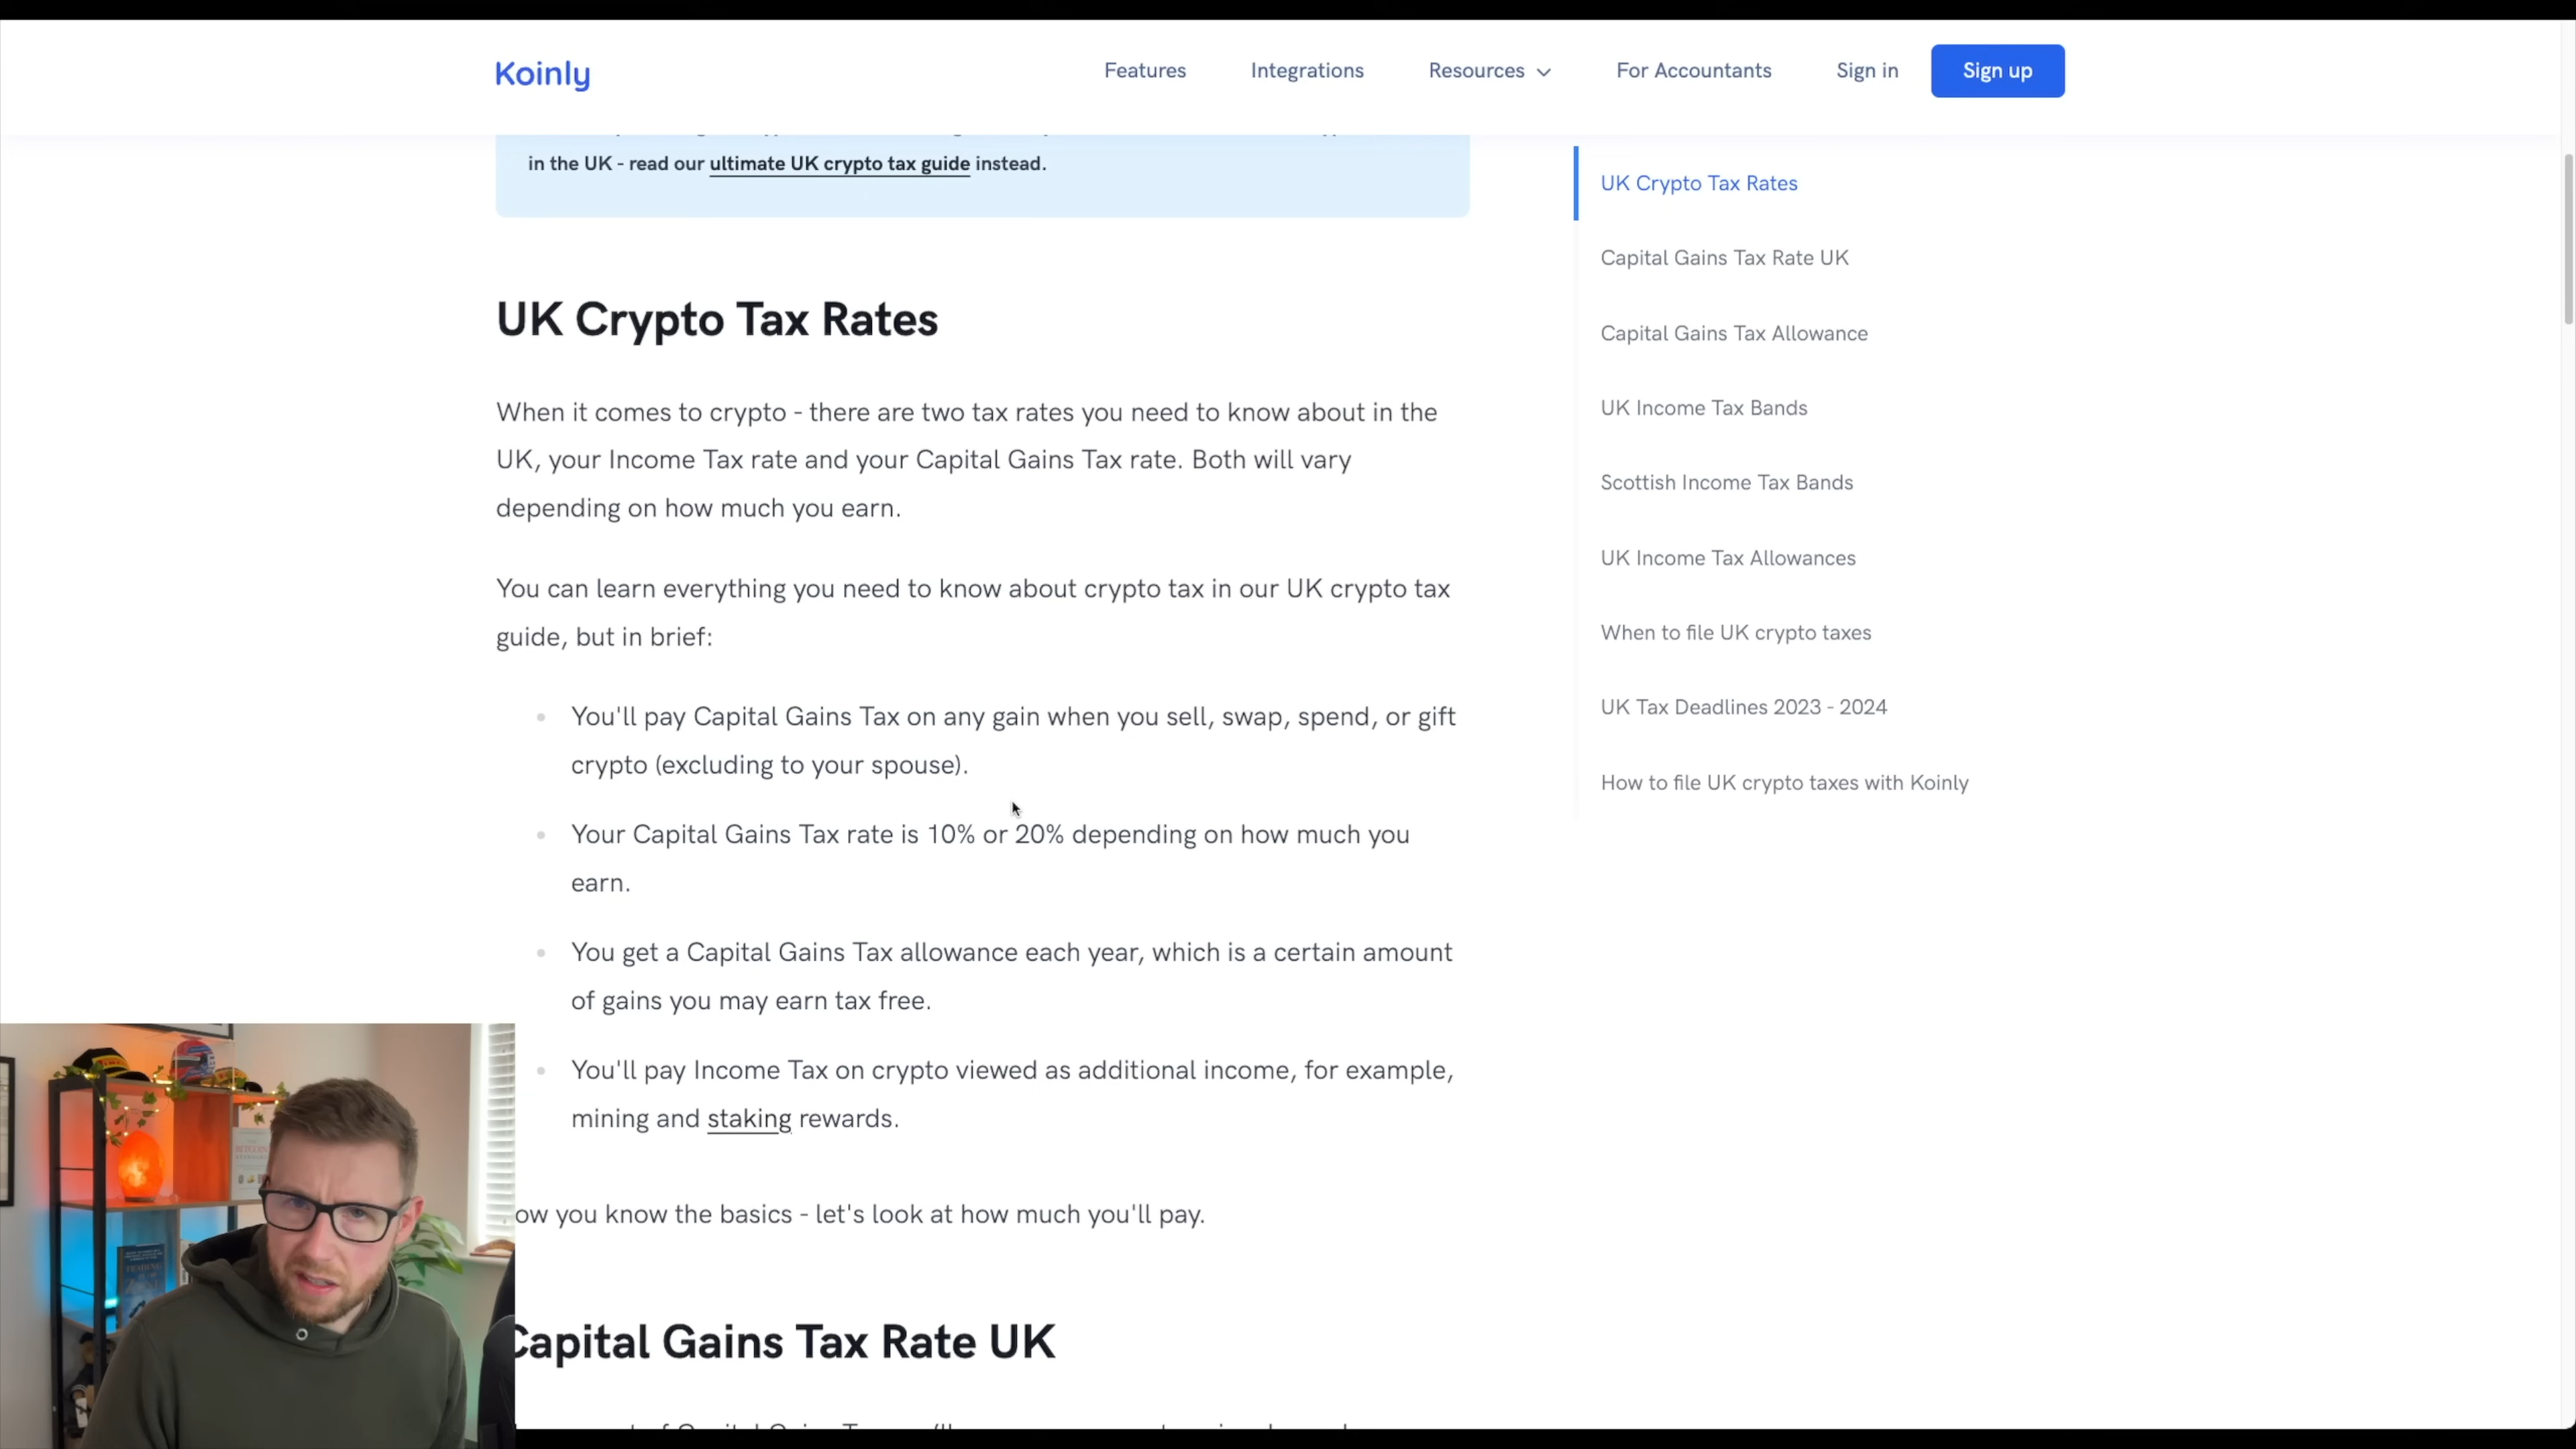 Koinly
Features
Integrations
Resources
For Accountants
Sign in
Sign up
in the UK - read our ultimate UK crypto tax guide instead.
UK Crypto Tax Rates
When it comes to crypto - there are two tax rates you need to know about in the
UK, your Income Tax rate and your Capital Gains Tax rate. Both will vary
depending on how much you earn.
You can learn everything you need to know about crypto tax in our UK crypto tax
guide, but in brief:
You'll pay Capital Gains Tax on any gain when you sell, swap, spend, or gift
crypto (excluding to your spouse).
Your Capital Gains Tax rate is 10% or 20% depending on how much you
earn.
You get a Capital Gains Tax allowance each year, which is a certain amount
of gains you may earn tax free.
You'll pay Income Tax on crypto viewed as additional income, for example,
mining and staking rewards.
ow you know the basics - let's look at how much you'll pay.
Capital Gains Tax Rate UK
UK Crypto Tax Rates
Capital Gains Tax Rate UK
Capital Gains Tax Allowance
UK Income Tax Bands
Scottish Income Tax Bands
UK Income Tax Allowances
When to file UK crypto taxes
UK Tax Deadlines 2023 - 2024
How to file UK crypto taxes with Koinly
TRADING